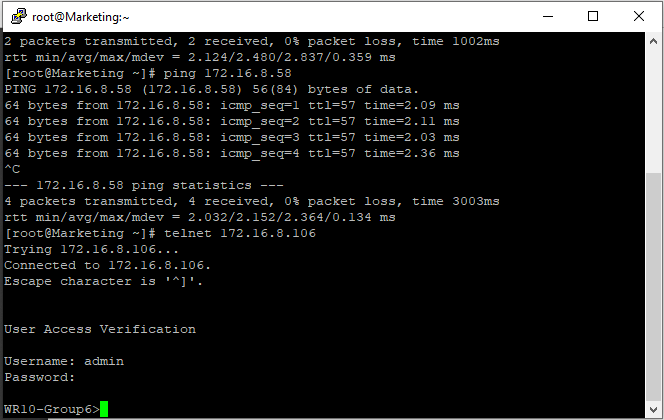 root@Marketing:~
2 packets transmitted, 2 received, 0% packet loss, time 1002ms
rtt min/avg/max/mdev = 2.124/2.480/2.837/0.359 ms
[root@Marketing ~]# ping 172.16.8.58
PING 172.16.8.58 (172.16.8.58) 56(84) bytes of data.
64 bytes from 172.16.8.58: icmp_seq=1 ttl=57 time=2.09 ms
64 bytes from 172.16.8.58: icmp_seq=2 ttl=57 time=2.11 ms
64 bytes from 172.16.8.58: icmp_seq=3 ttl=57 time=2.03 ms
64 bytes from 172.16.8.58: icmp_seq=4 ttl=57 time=2.36 ms
^C
--- 172.16.8.58 ping statistics ---
4 packets transmitted, 4 received, 0% packet loss, time 3003ms
rtt min/avg/max/mdev = 2.032/2.152/2.364/0.134 ms
[root@Marketing ~]# telnet 172.16.8.106
Trying 172.16.8.106...
Connected to 172.16.8.106.
Escape character is '^]'.
User Access Verification
Username: admin
Password:
WR10-Group6>